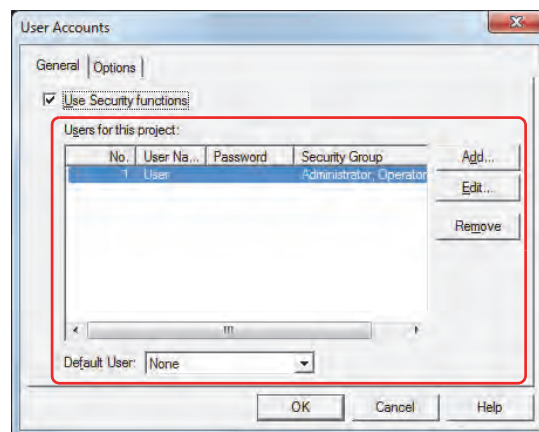 User Accounts
General Options
Use Security functions
Users for this project:
No. User Na... Password Security Group
1 User Administrator, Operator
Add...
Edit...
Remove
Default User: None
OK Cancel Help